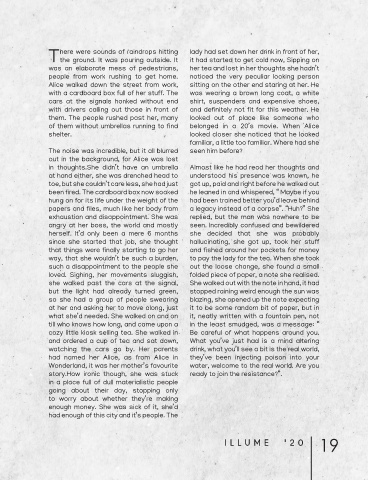 There were sounds of raindrops hitting
the ground. It was pouring outside. It
was an elaborate mess of pedestrians,
people from work rushing to get home.
Alice walked down the street from work,
with a cardboard box full of her stuff. The
cars at the signals honked without end
with drivers calling out those in front of
them. The people rushed past her, many
of them without umbrellas running to find
shelter.
The noise was incredible, but it all blurred
out in the background, for Alice was lost
in thoughts.She didn't have an umbrella
at hand either, she was drenched head to
toe, but she couldn't care less, she had just
been fired. The cardboard box now soaked
hung on for its life under the weight of the
papers and files, much like her body from
exhaustion and disappointment. She was
angry at her boss, the world and mostly
herself. It'd only been a mere 6 months
since she started that job, she thought
that things were finally starting to go her
way, that she wouldn't be such a burden,
such a disappointment to the people she
loved. Sighing, her movements sluggish,
she walked past the cars at the signal,
but the light had already turned green,
so she had a group of people swearing
at her and asking her to move along, just
what she'd needed. She walked on and on
till who knows how long, and came upon a
cozy little kiosk selling tea. She walked in
and ordered a cup of tea and sat down,
watching the cars go by. Her parents
had named her Alice, as from Alice in
Wonderland, it was her mother's favourite
story.How ironic though, she was stuck
in a place full of dull materialistic people
going about their day, stopping only
to worry about whether they're making
enough money. She was sick of it, she'd
had enough of this city and it's people. The
lady had set down her drink in front of her,
it had started to get cold now, Sipping on
her tea and lost in her thoughts she hadn't
noticed the very peculiar looking person
sitting on the other end staring at her. He
was wearing a brown long coat, a white
shirt, suspenders and expensive shoes,
and definitely not fit for this weather. He
looked out of place like someone who
belonged in a 20's movie. When Alice
looked closer she noticed that he looked
familiar, a little too familiar. Where had she
seen him before?
Almost like he had read her thoughts and
understood his presence was known, he
got up, paid and right before he walked out
he leaned in and whispered, " Maybe if you
had been trained better you'd leave behind
a legacy instead of a corpse". "Huh?" She
replied, but the man was nowhere to be
seen. Incredibly confused and bewildered
she decided that she was probably
hallucinating, she got up, took her stuff
and fished around her pockets for money
to pay the lady for the tea. When she took
out the loose change, she found a small
folded piece of paper, a note she realised.
She walked out with the note in hand, it had
stopped raining weird enough the sun was
blazing, she opened up the note expecting
it to be some random bit of paper, but in
it, neatly written with a fountain pen, not
in the least smudged, was a message: "
Be careful of what happens around you.
What you've just had is a mind altering
drink, what you'll see a bit is the real world,
they've been injecting poison into your
water, welcome to the real world. Are you
ready to join the resistance?".
ILLUME '20
19